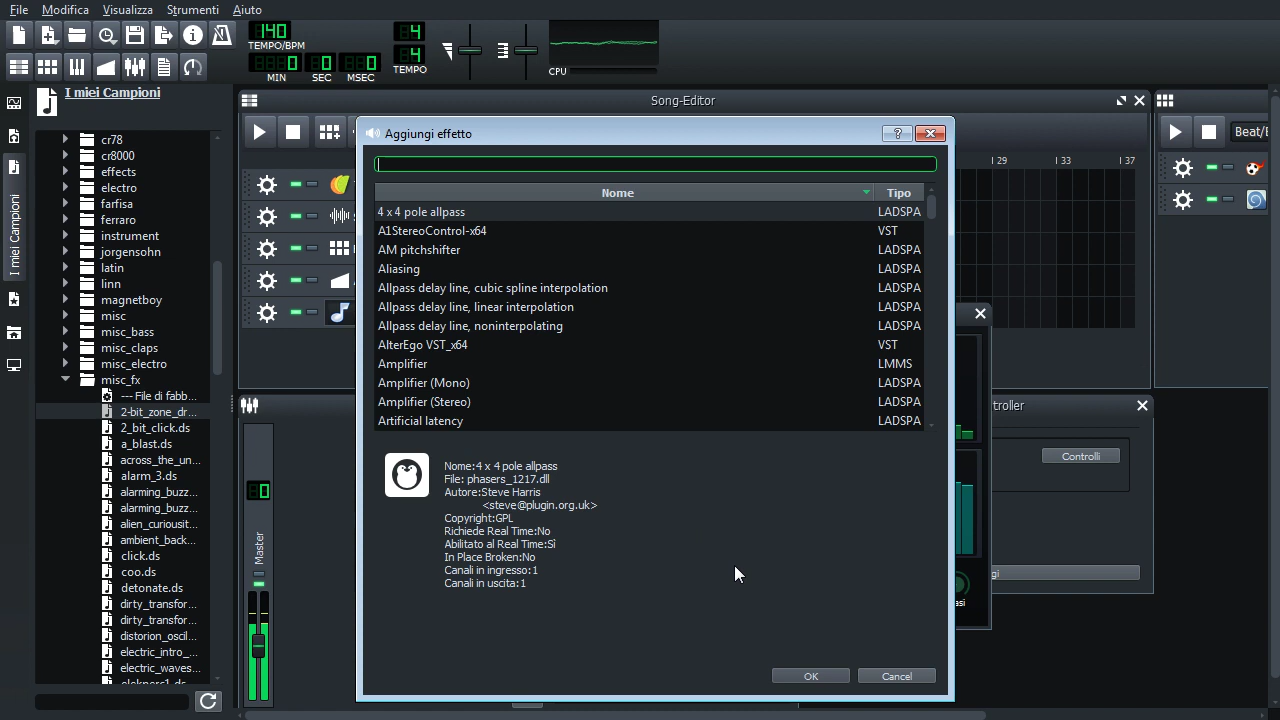 File Modifica Visualizza Strumenti Aiuto
140
TEMPO/BPM
0 0 0
MIN SEC MSEC
4
4
TEMPO
CPU
I miei Campioni
I miei Campioni
cr78
cr8000
effects
electro
farfisa
ferraro
instrument
jorgensohn
latin
linn
magnetboy
misc
misc_bass
misc_claps
misc_electro
misc_fx
--- File di fabb...
2-bit_zone_dr...
2_bit_click.ds
a_blast.ds
across_the_un...
alarm_3.ds
alarming_buzz...
alarming_buzz...
alien_curiousit...
ambient_back...
click.ds
coo.ds
detonate.ds
dirty_transfor...
dirty_transfor...
distorion_oscil...
electric_intro_...
electric_waves...
Song-Editor
29 33 37
Beat/B
0
Master
Aggiungi effetto
?
Nome Tipo
4 x 4 pole allpass LADSPA
A1StereoControl-x64 VST
AM pitchshifter LADSPA
Aliasing LADSPA
Allpass delay line, cubic spline interpolation LADSPA
Allpass delay line, linear interpolation LADSPA
Allpass delay line, noninterpolating LADSPA
AlterEgo VST_x64 VST
Amplifier LMMS
Amplifier (Mono) LADSPA
Amplifier (Stereo) LADSPA
Artificial latency LADSPA
Nome:4 x 4 pole allpass
File: phasers_1217.dll
Autore:Steve Harris
<steve@plugin.org.uk>
Copyright:GPL
Richiede Real Time:No
Abilitato al Real Time:Sì
In Place Broken:No
Canali in ingresso:1
Canali in uscita:1
OK Cancel
troller
Controlli
gi
asi